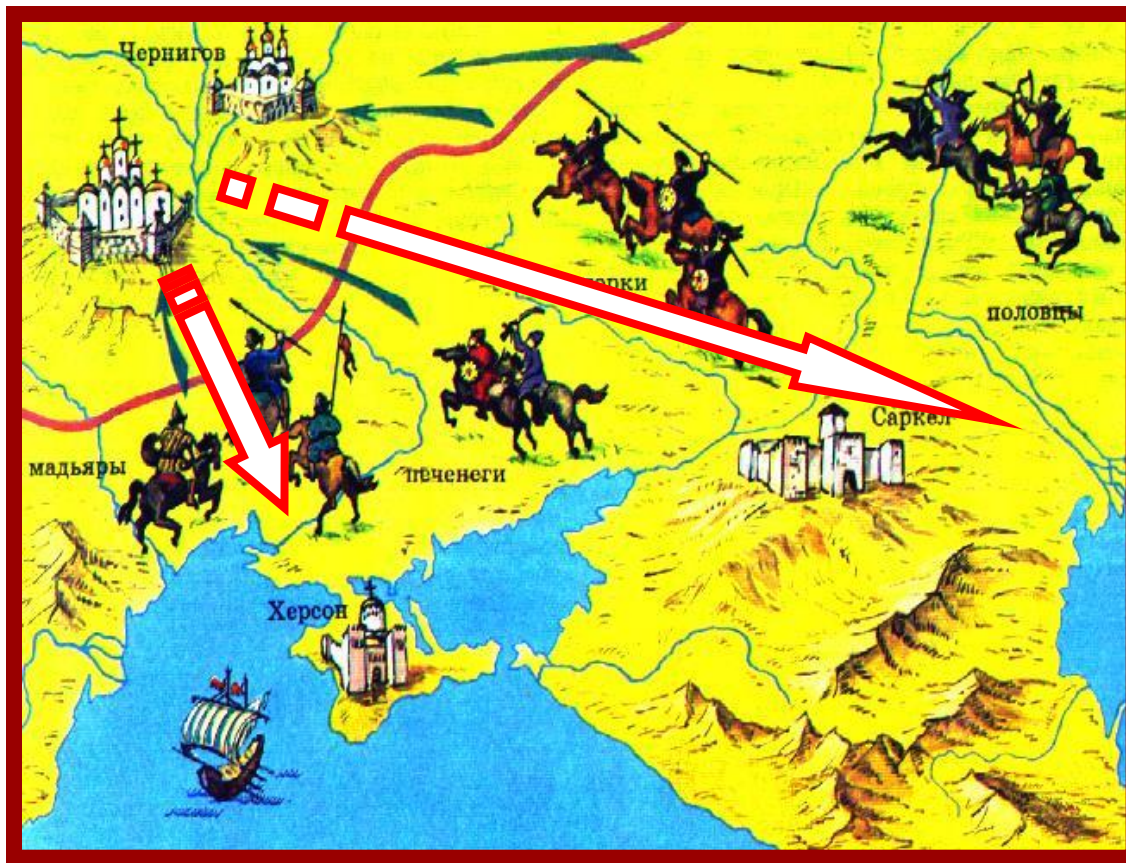 Чернигов
половцы
Саркел
мадьяры
печенеги
Херсон